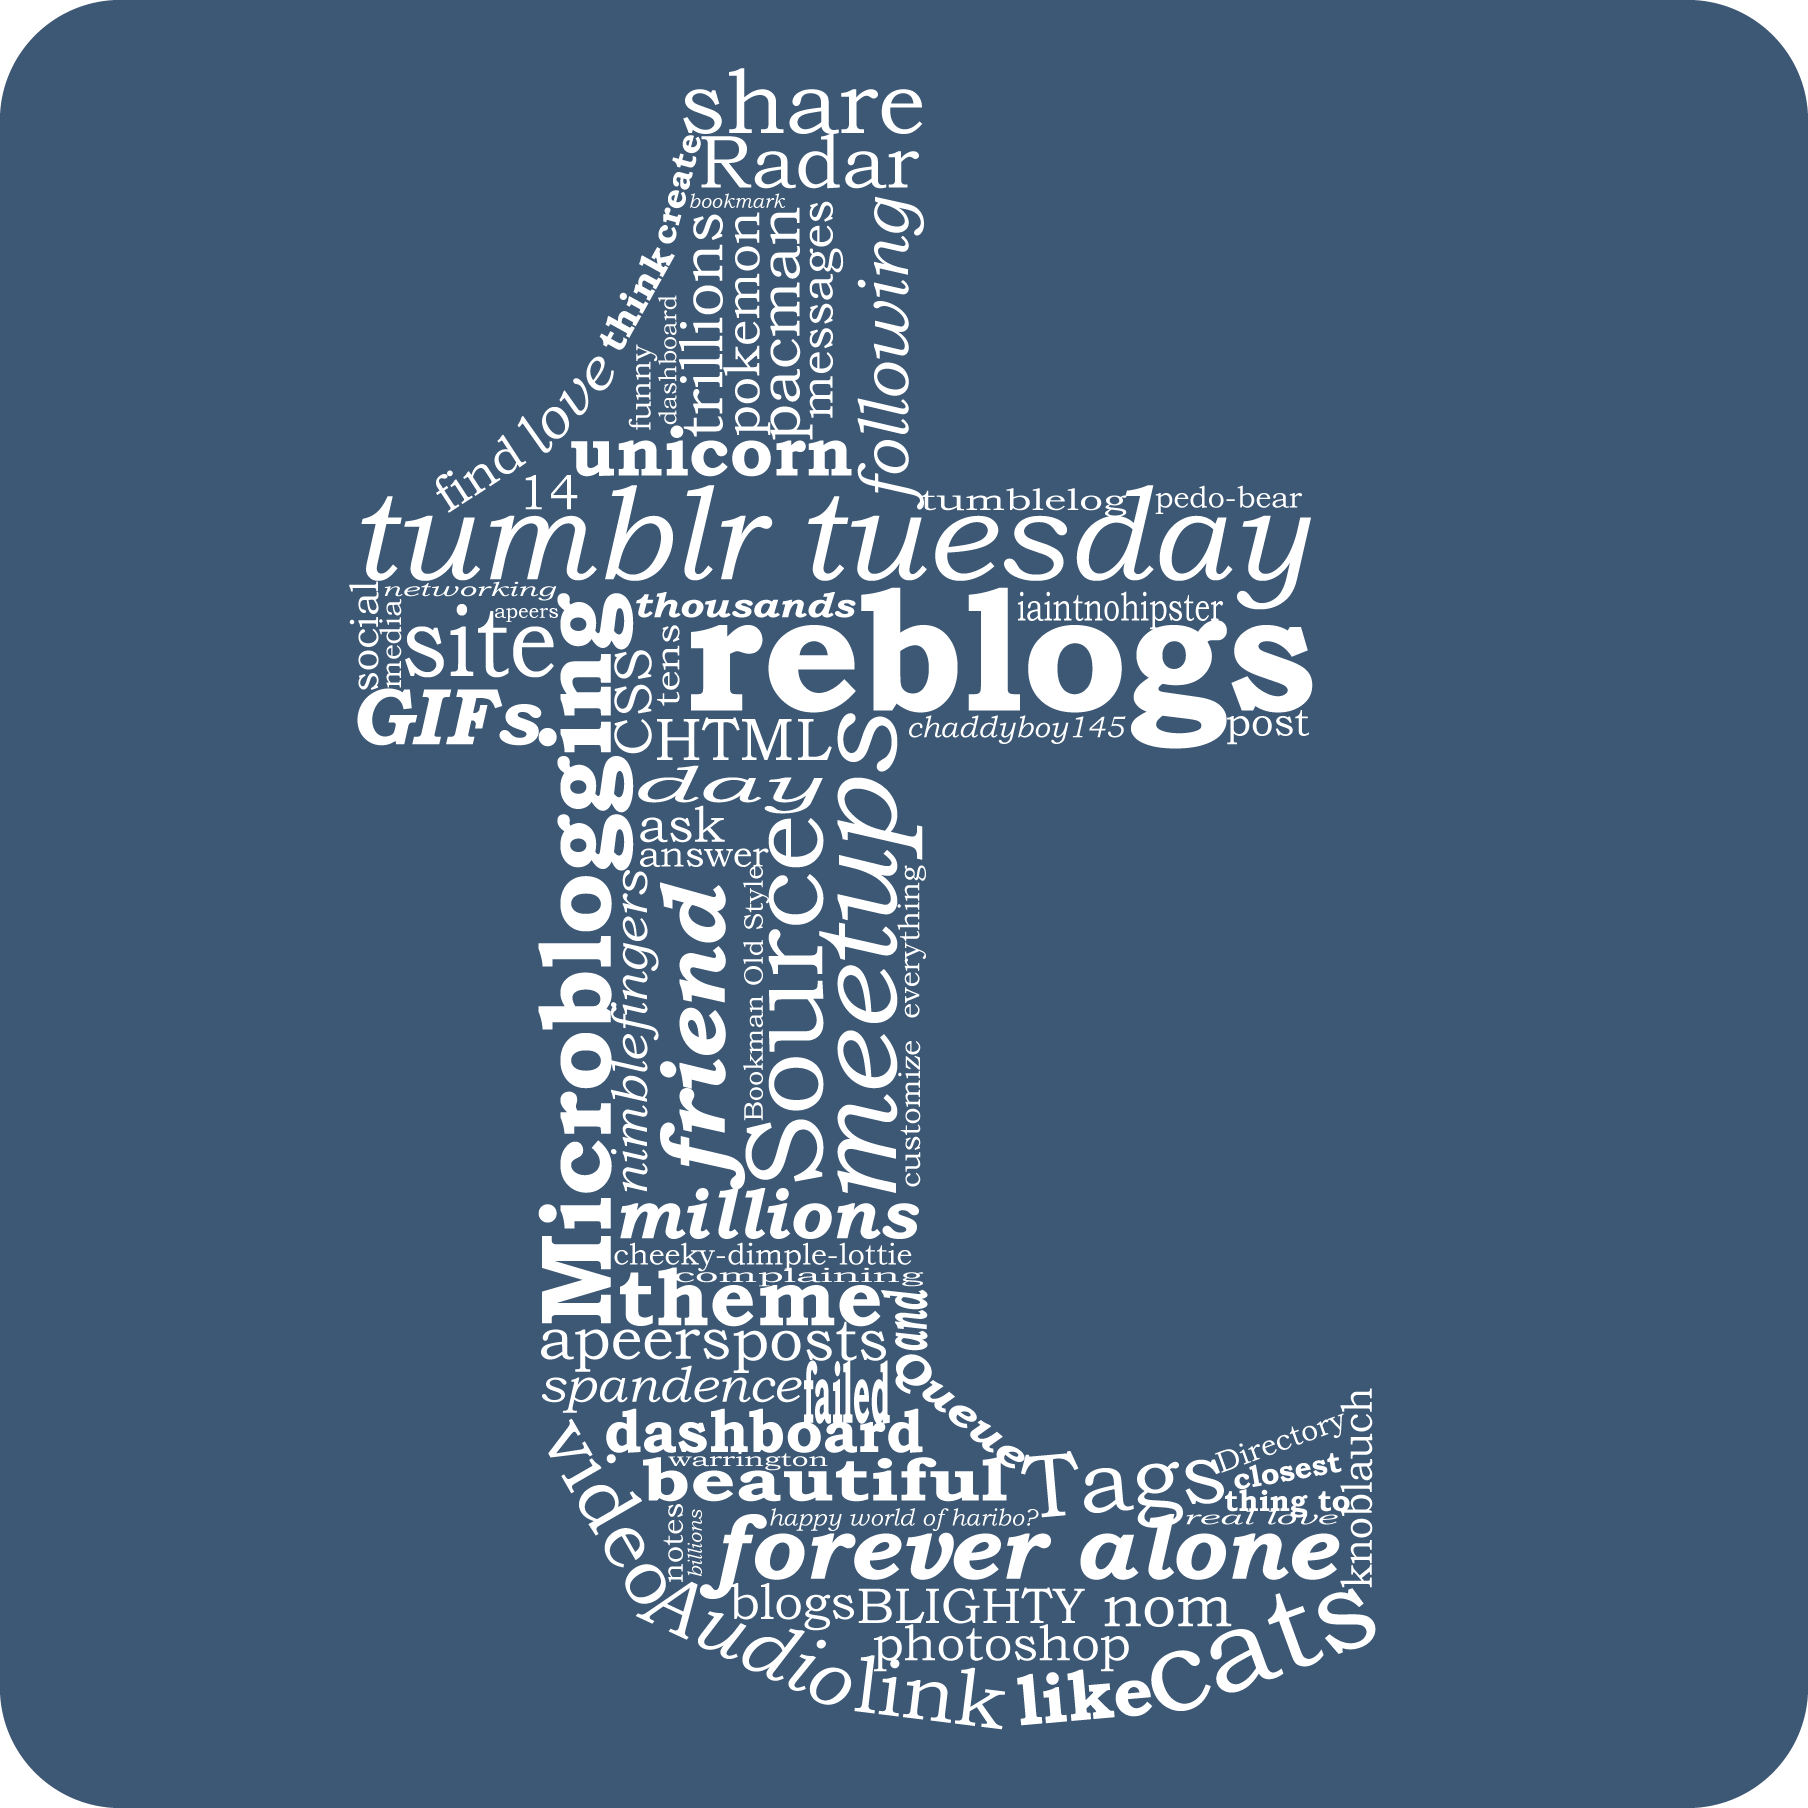 share
Radar
create
bookmark
think
love
find
funny
dashboard
trillions
pokemon
pacman
messages
following
unicorn
14
tumblelog
pedo-bear
tumblr tuesday
social
media
networking
apeers
site
GIFs
Microblogging
thousands
CSS
tens
reblogs
iaintnohipster
HTML
chaddyboy145
post
day
ask
answer
nimblefingers
friend
Bookman Old Style
Source
meetups
everything
customize
millions
cheeky-dimple-lottie
complaining
theme
and
apeers
posts
spandence
failed
Queue
dashboard
warrington
beautiful
Tags
Directory
closest
thing to
real love
knoblauch
video
notes
billions
happy world of haribo?
forever alone
blogs
BLIGHTY
nom
photoshop
Audio
link
like
cats